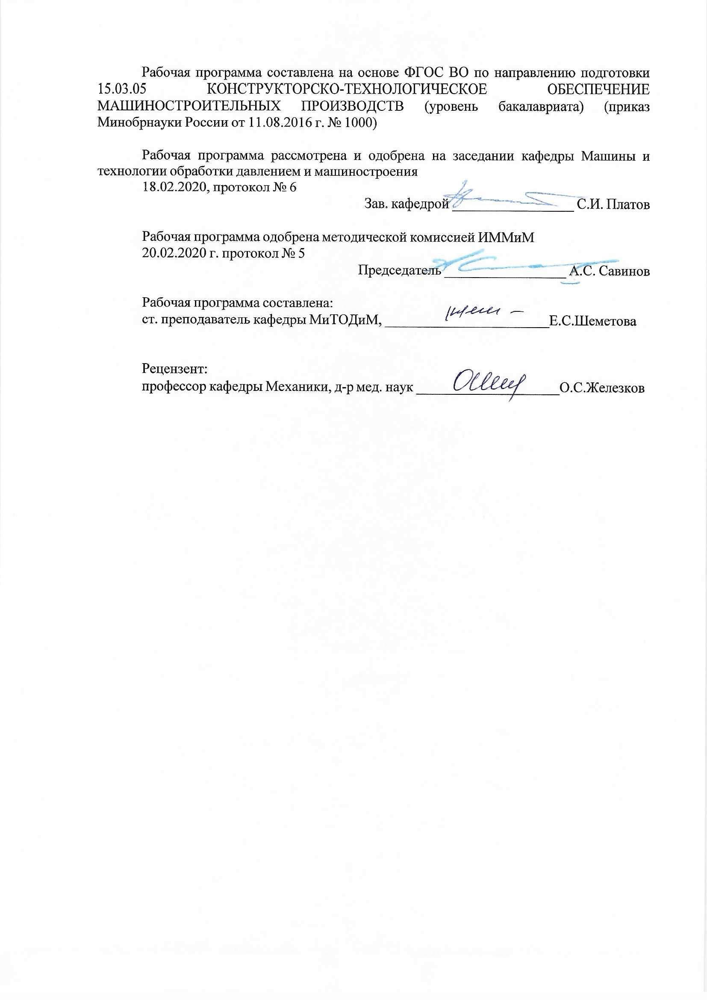 Рабочая программа составлена на основе ФГОС ВО по направлению подготовки
15.03.05 КОНСТРУКТОРСКО-ТЕХНОЛОГИЧЕСКОЕ ОБЕСПЕЧЕНИЕ
МАШИНОСТРОИТЕЛЬНЫХ ПРОИЗВОДСТВ (уровень бакалавриата) (приказ
Минобрнауки России от 11.08.2016 г. № 1000)
Рабочая программа рассмотрена и одобрена на заседании кафедры Машины и
технологии обработки давлением и машиностроения
18.02.2020, протокол № 6
Зав. кафедрой ________________ С.И. Платов
Рабочая программа одобрена методической комиссией ИММиМ
20.02.2020 г. протокол № 5
Председатель ________________ А.С. Савинов
Рабочая программа составлена:
ст. преподаватель кафедры МиТОДиМ, ______________________Е.С.Шеметова
Рецензент:
профессор кафедры Механики, д-р мед. наук ___________________О.С.Железков